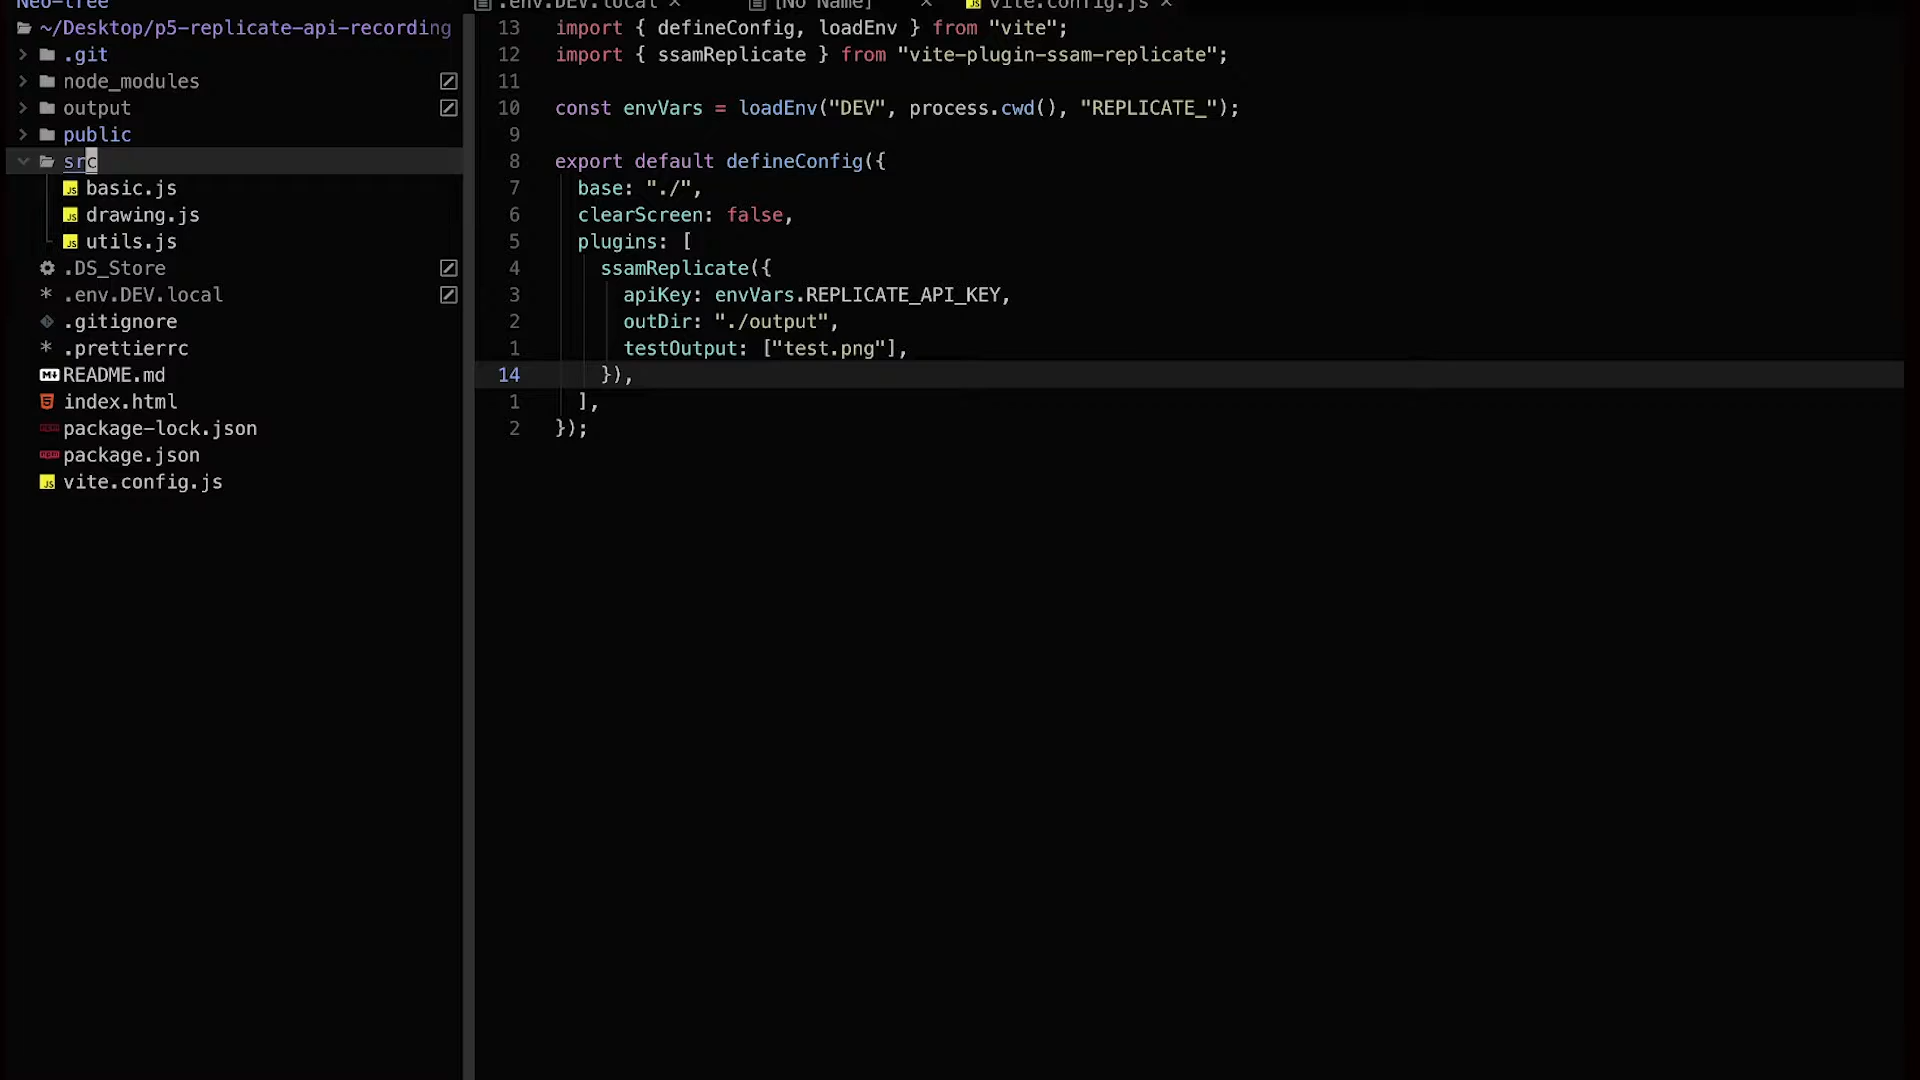 Neo-tree
~/Desktop/p5-replicate-api-recording
.git
node_modules
output
public
src
basic.js
drawing.js
utils.js
.DS_Store
* .env.DEV.local
.gitignore
* .prettierrc
README.md
index.html
package-lock.json
package.json
vite.config.js
.env.DEV.local × [No Name] × vite.config.js ×
13 import { defineConfig, loadEnv } from "vite";
12 import { ssamReplicate } from "vite-plugin-ssam-replicate";
11
10 const envVars = loadEnv("DEV", process.cwd(), "REPLICATE_");
9
8 export default defineConfig({
7 base: "./",
6 clearScreen: false,
5 plugins: [
4 ssamReplicate({
3 apiKey: envVars.REPLICATE_API_KEY,
2 outDir: "./output",
1 testOutput: ["test.png"],
14 }),
1 ],
2 });